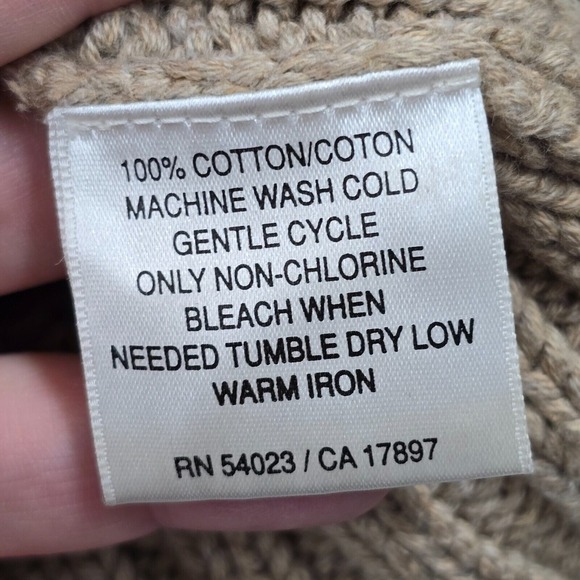 100% COTTON/COTON
MACHINE WASH COLD
GENTLE CYCLE
ONLY NON-CHLORINE
BLEACH WHEN
NEEDED TUMBLE DRY LOW
WARM IRON
RN 54023 / CA 17897